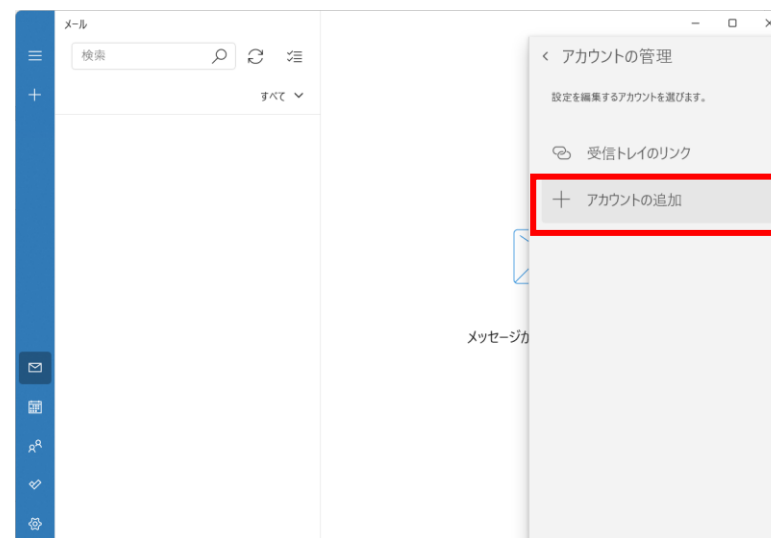 メール
検索
すべて
メッセージが
アカウントの管理
設定を編集するアカウントを選びます。
受信トレイのリンク
アカウントの追加